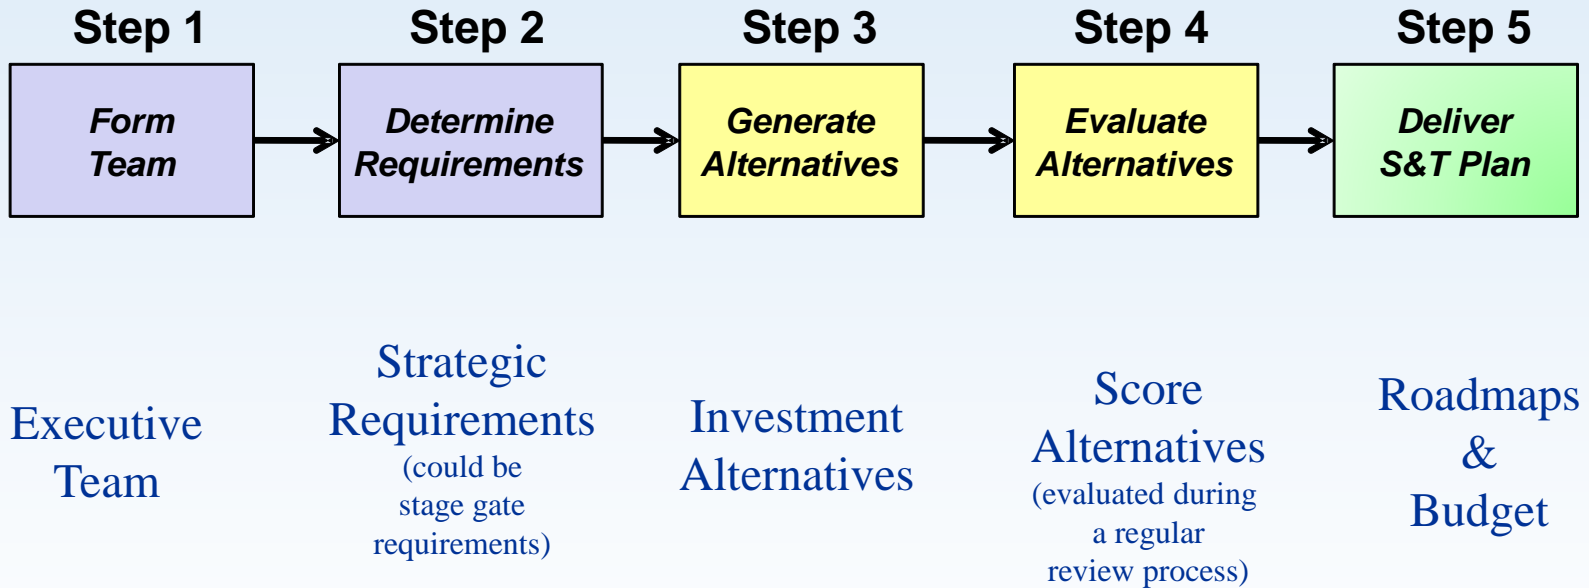 Step 1
Step 2
Step 3
Step 4
Step 5
Form
Team
Determine
Requirements
Generate
Alternatives
Evaluate
Alternatives
Deliver
S&T Plan
Executive
Team
Strategic
Requirements
(could be
stage gate
requirements)
Investment
Alternatives
Score
Alternatives
(evaluated during
a regular
review process)
Roadmaps
&
Budget